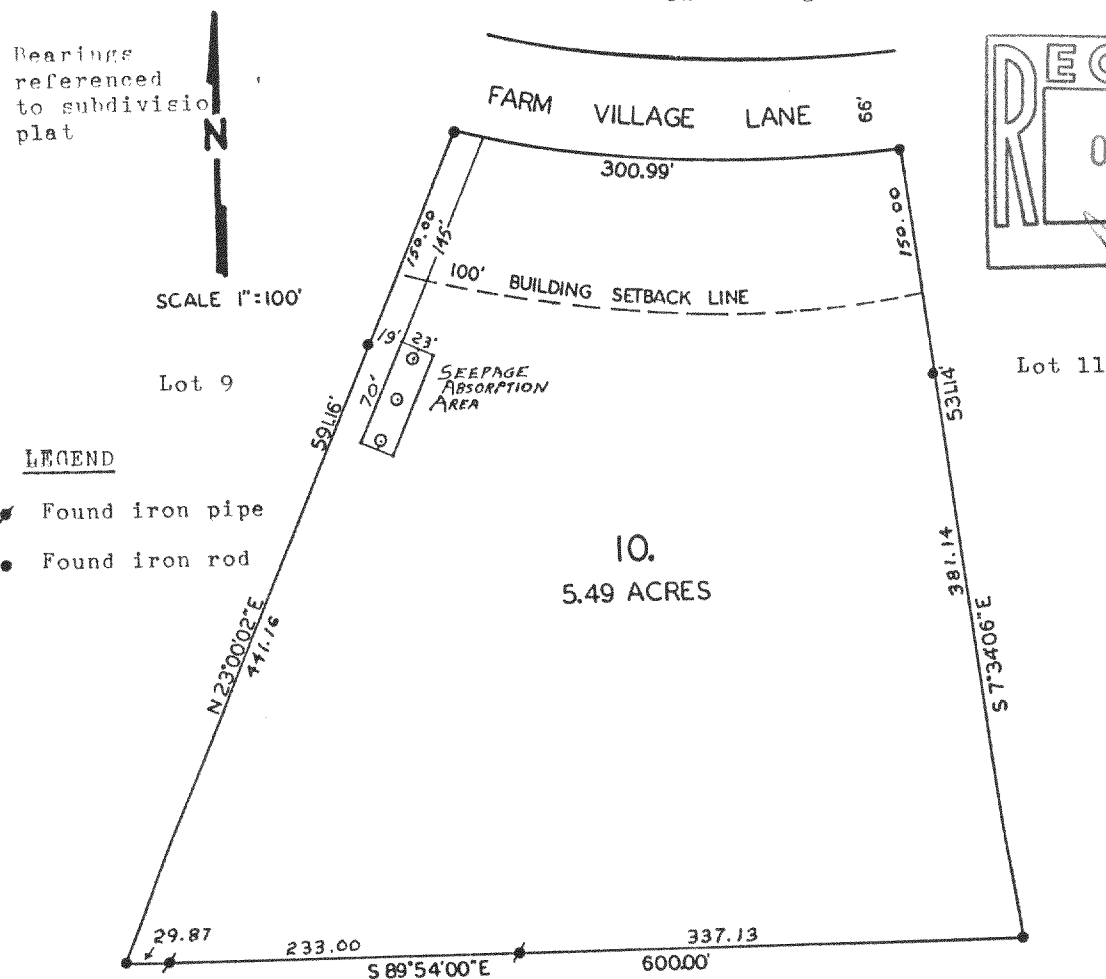 Bearings
referenced
to subdivisio
plat
N
SCALE 1"=100'
FARM VILLAGE LANE 66'
300.99'
150.00
145'
150.00
100' BUILDING SETBACK LINE
19' 23'
70'
SEEPAGE
ABSORPTION
AREA
Lot 9
Lot 11
591.16'
531.14'
LEGEND
Found iron pipe
Found iron rod
10.
5.49 ACRES
381.14
S 7°34'06"E
N 23°00'02"E
441.16
29.87
233.00
337.13
S 89°54'00"E
600.00'